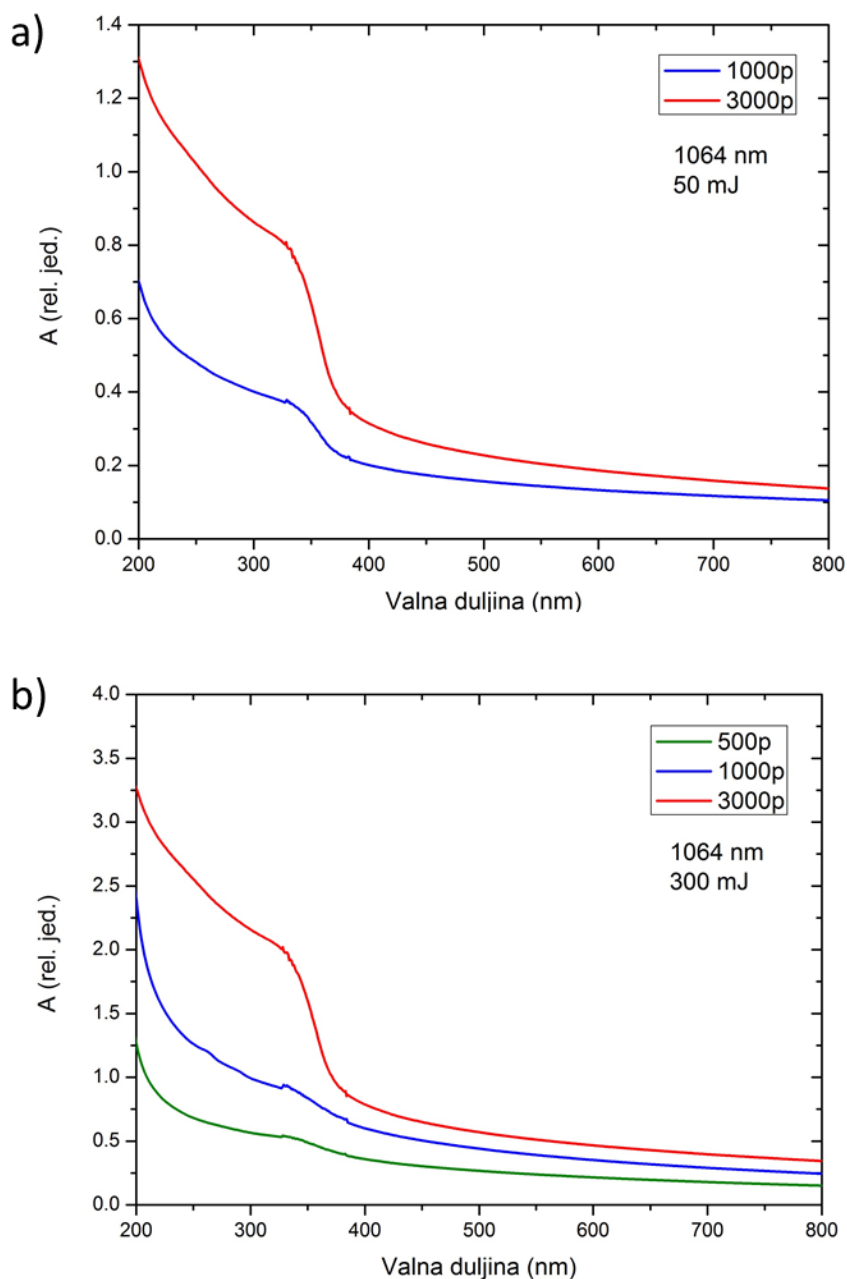 a)
1.4
1.2
1.0
0.8
0.6
0.4
0.2
0.0
A (rel. jed.)
1000p
3000p
1064 nm
50 mJ
200 300 400 500 600 700 800
Valna duljina (nm)
b)
4.0
3.5
3.0
2.5
2.0
1.5
1.0
0.5
0.0
A (rel. jed.)
500p
1000p
3000p
1064 nm
300 mJ
200 300 400 500 600 700 800
Valna duljina (nm)